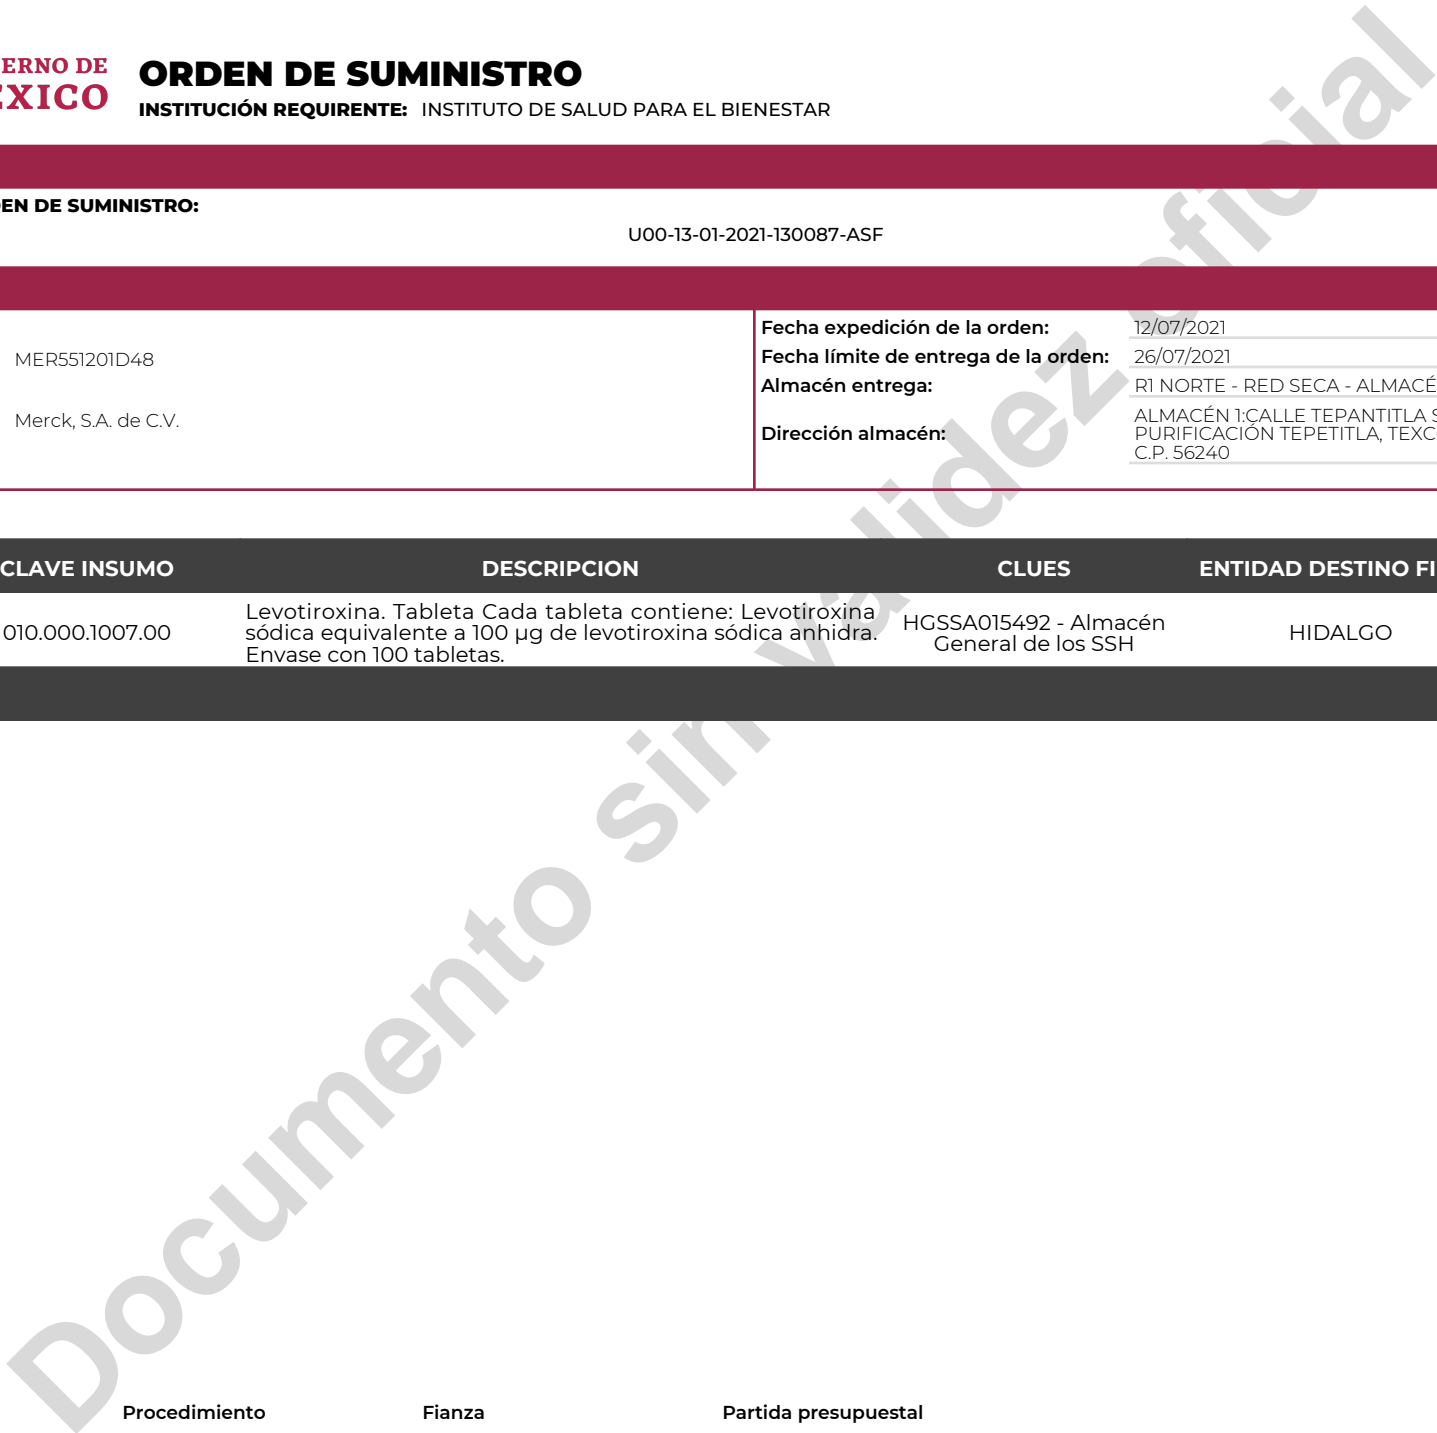 ERNO DE
XICO
ORDEN DE SUMINISTRO
INSTITUCIÓN REQUIRENTE: INSTITUTO DE SALUD PARA EL BIENESTAR
EN DE SUMINISTRO:
U00-13-01-2021-130087-ASF
MER551201D48
Merck, S.A. de C.V.
Fecha expedición de la orden: 12/07/2021
Fecha límite de entrega de la orden: 26/07/2021
Almacén entrega: R1 NORTE - RED SECA - ALMACÉ
Dirección almacén: ALMACÉN 1:CALLE TEPANTITLA S
PURIFICACIÓN TEPETITLA, TEXC
C.P. 56240
CLAVE INSUMO DESCRIPCION CLUES ENTIDAD DESTINO FI
010.000.1007.00
Levotiroxina. Tableta Cada tableta contiene: Levotiroxina
sódica equivalente a 100 µg de levotiroxina sódica anhidra.
Envase con 100 tabletas.
HGSSA015492 - Almacén
General de los SSH
HIDALGO
Documento sin validez oficial
Procedimiento Fianza Partida presupuestal